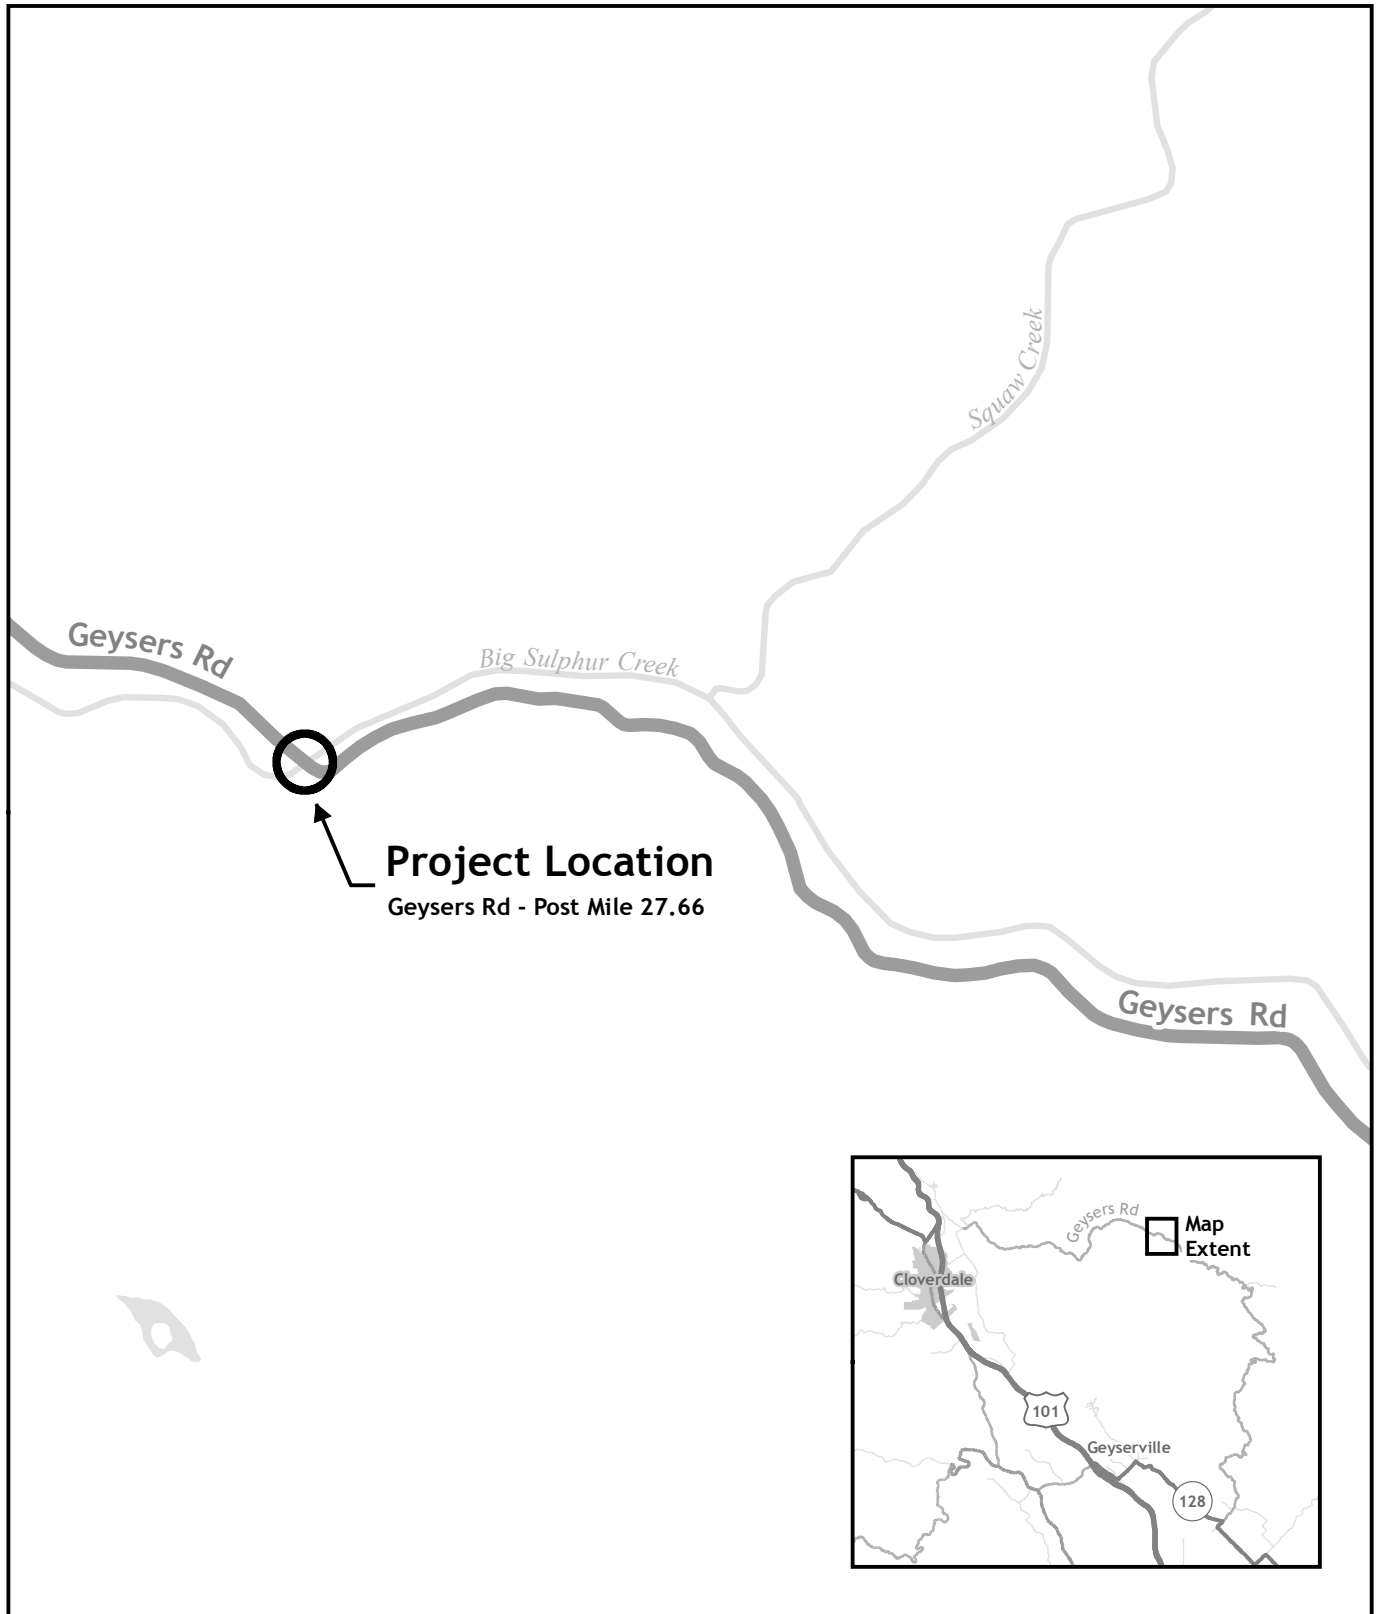 Squaw Creek
Geysers Rd
Big Sulphur Creek
Project Location
Geysers Rd - Post Mile 27.66
Geysers Rd
Geysers Rd
Map
Extent
Cloverdale
101
Geyserville
128